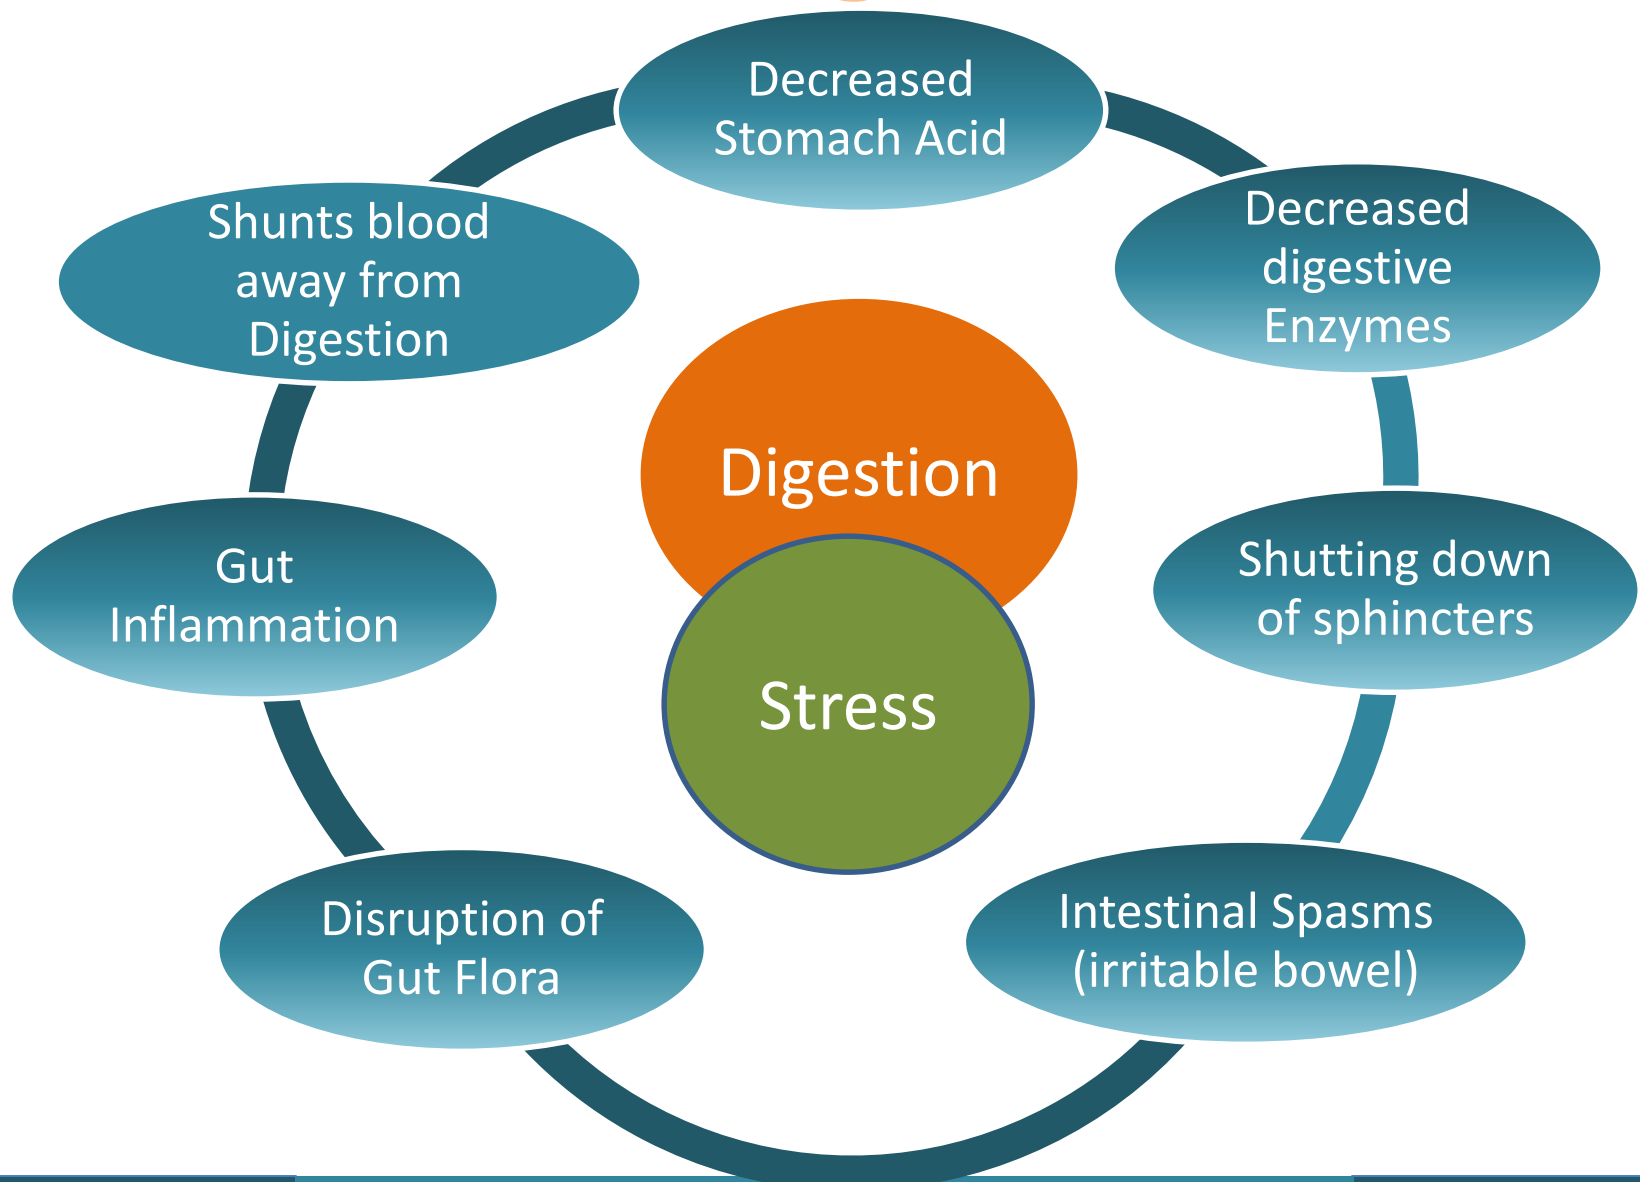 Decreased
Stomach Acid
Decreased
digestive
Enzymes
Shutting down
of sphincters
Intestinal Spasms
(irritable bowel)
Disruption of
Gut Flora
Gut
Inflammation
Shunts blood
away from
Digestion
Digestion
Stress